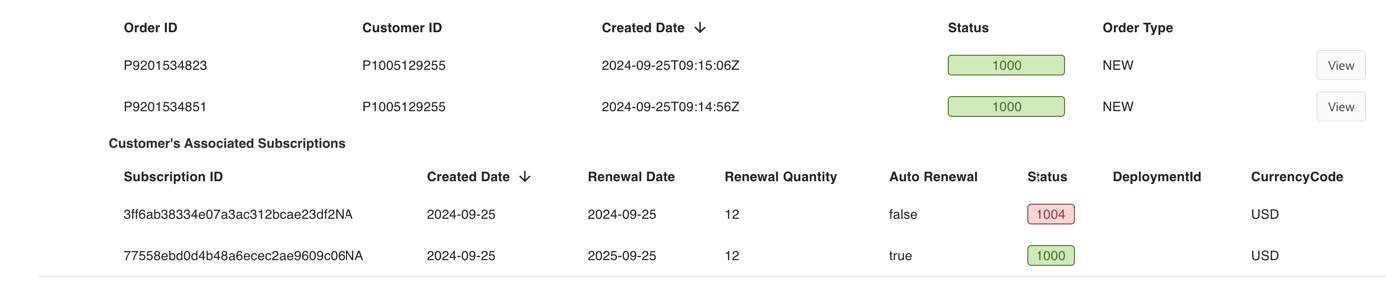 Order ID Customer ID Created Date ↓ Status Order Type
P9201534823 P1005129255 2024-09-25T09:15:06Z 1000 NEW View
P9201534851 P1005129255 2024-09-25T09:14:56Z 1000 NEW View
Customer's Associated Subscriptions
Subscription ID Created Date ↓ Renewal Date Renewal Quantity Auto Renewal Status DeploymentId CurrencyCode
3ff6ab38334e07a3ac312bcae23df2NA 2024-09-25 2024-09-25 12 false 1004 USD
77558ebd0d4b48a6ecec2ae9609c06NA 2024-09-25 2025-09-25 12 true 1000 USD